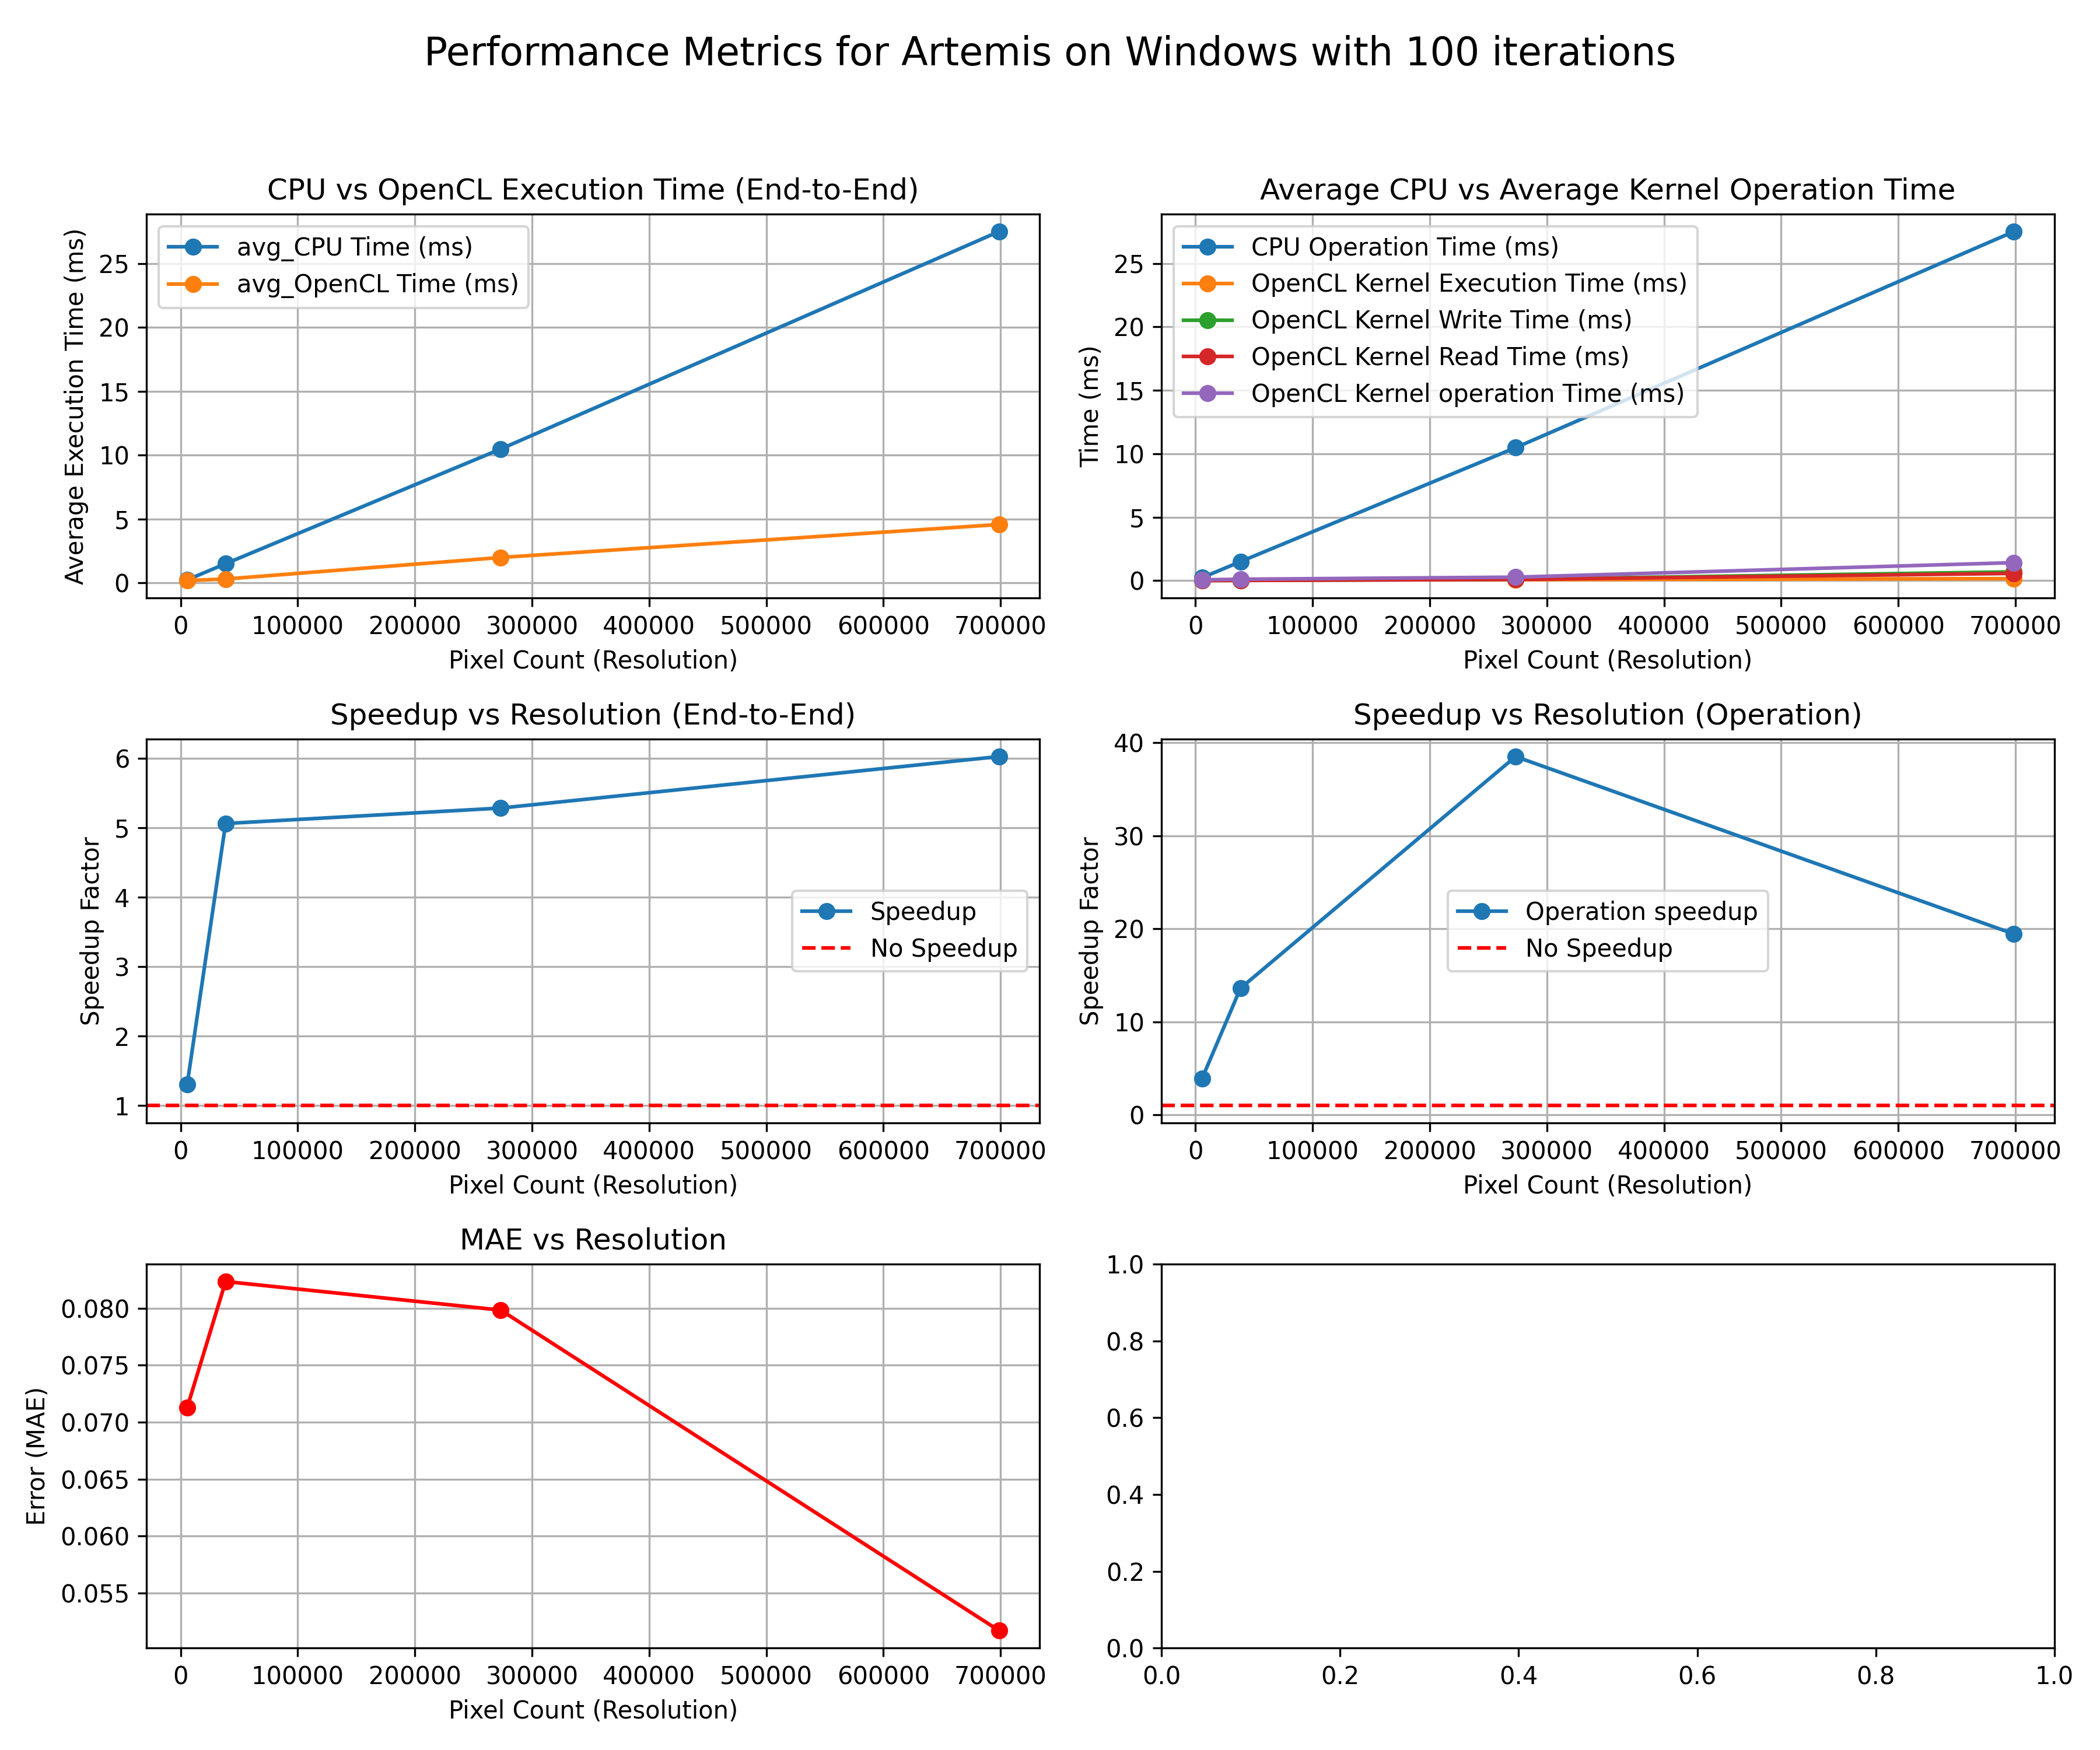 Performance Metrics for Artemis on Windows with 100 iterations
CPU vs OpenCL Execution Time (End-to-End)
avg_CPU Time (ms)
avg_OpenCL Time (ms)
Average Execution Time (ms)
25
20
15
10
5
0
0 100000 200000 300000 400000 500000 600000 700000
Pixel Count (Resolution)
Average CPU vs Average Kernel Operation Time
CPU Operation Time (ms)
OpenCL Kernel Execution Time (ms)
OpenCL Kernel Write Time (ms)
OpenCL Kernel Read Time (ms)
OpenCL Kernel operation Time (ms)
Time (ms)
25
20
15
10
5
0
0 100000 200000 300000 400000 500000 600000 700000
Pixel Count (Resolution)
Speedup vs Resolution (End-to-End)
Speedup
No Speedup
Speedup Factor
6
5
4
3
2
1
0 100000 200000 300000 400000 500000 600000 700000
Pixel Count (Resolution)
Speedup vs Resolution (Operation)
Operation speedup
No Speedup
Speedup Factor
40
30
20
10
0
0 100000 200000 300000 400000 500000 600000 700000
Pixel Count (Resolution)
MAE vs Resolution
Error (MAE)
0.080
0.075
0.070
0.065
0.060
0.055
0 100000 200000 300000 400000 500000 600000 700000
Pixel Count (Resolution)
1.0
0.8
0.6
0.4
0.2
0.0
0.0 0.2 0.4 0.6 0.8 1.0